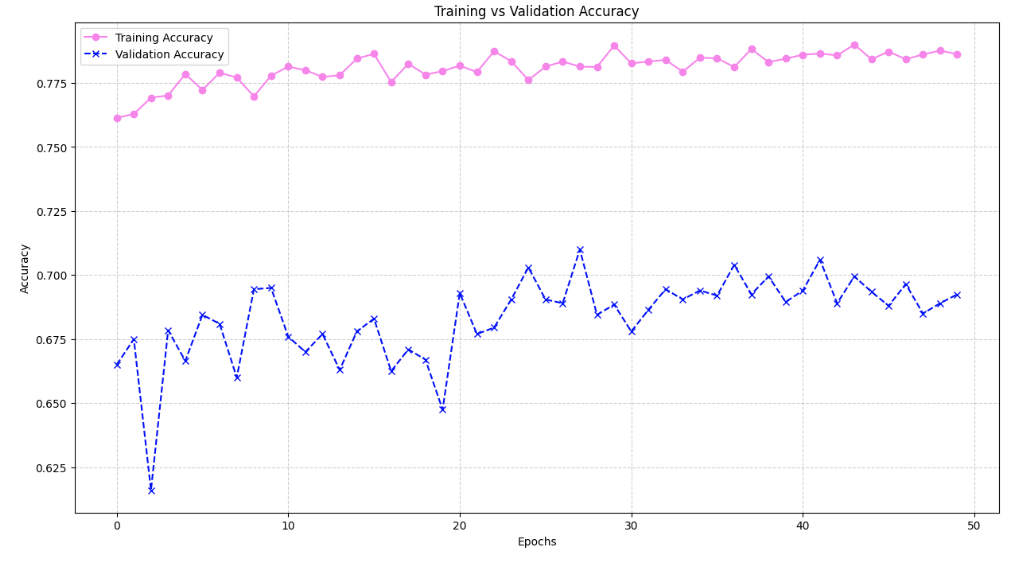 Training vs Validation Accuracy
Training Accuracy
Validation Accuracy
0.775
0.750
0.725
0.700
0.675
0.650
0.625
Accuracy
0 10 20 30 40 50
Epochs